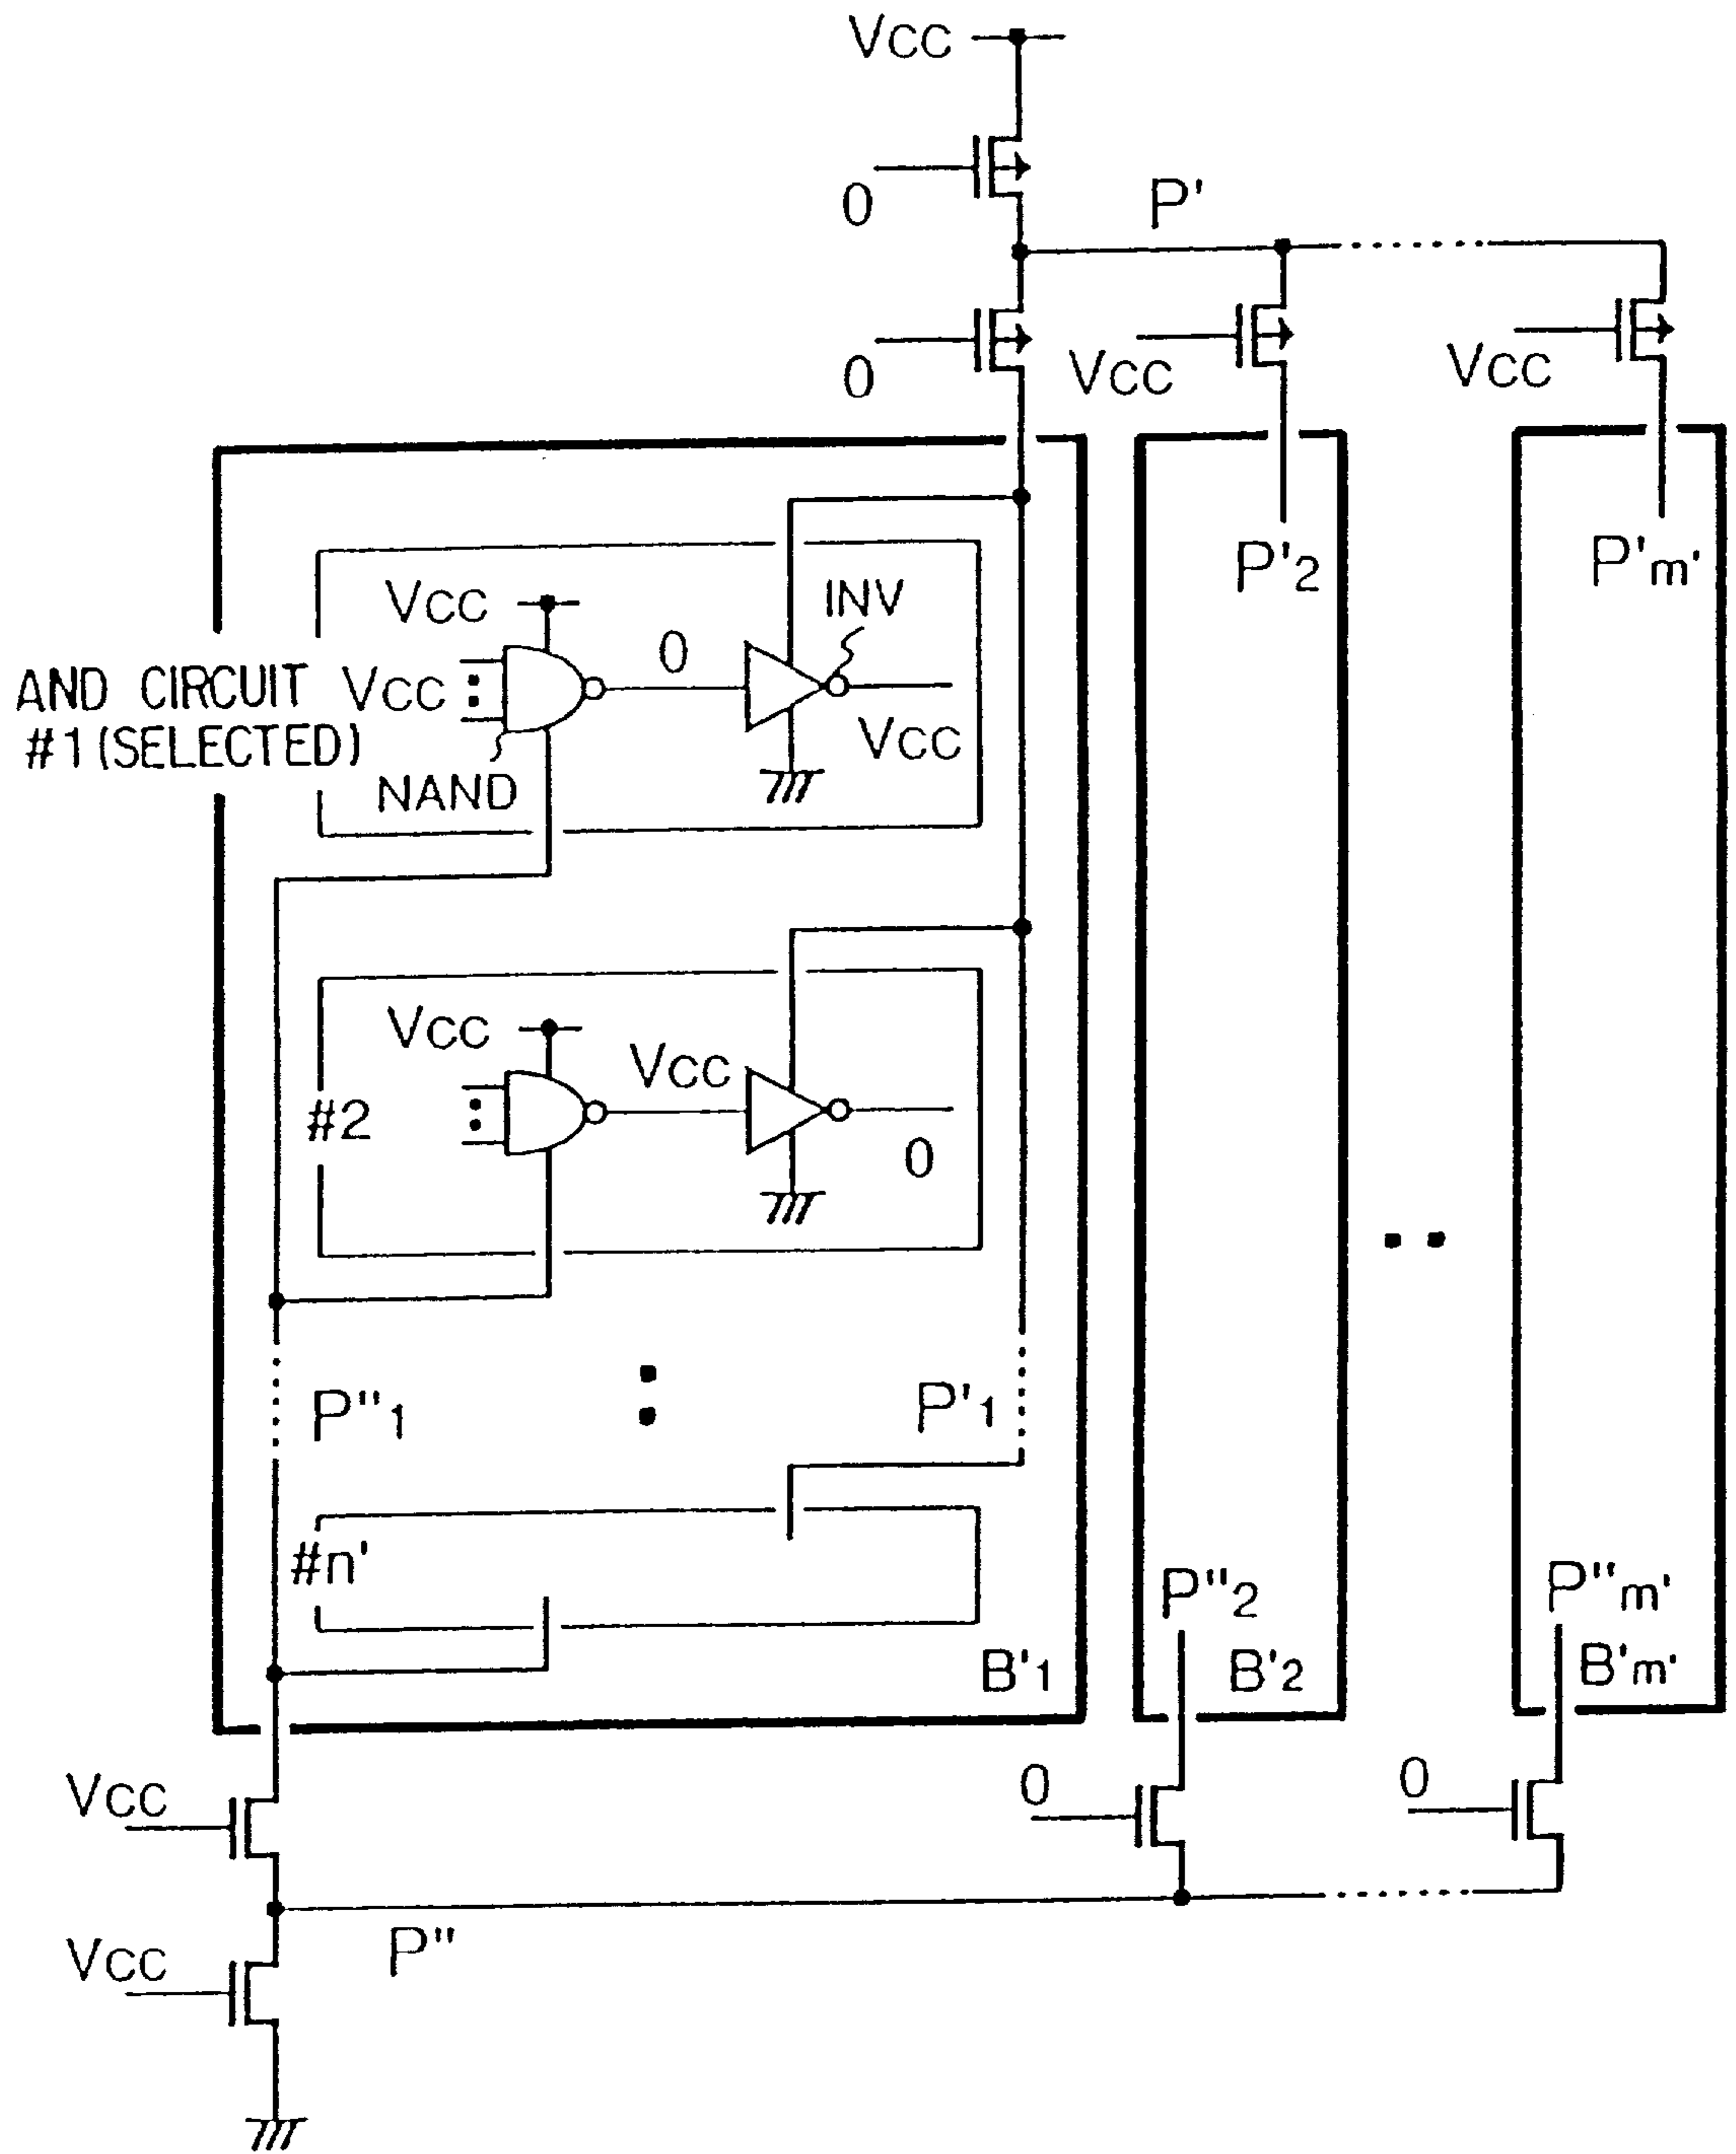 VCC
0
P'
0
VCC
VCC
P'2
P'm'
VCC
INV
0
AND CIRCUIT
#1 (SELECTED)
VCC
VCC
NAND
VCC
VCC
#2
0
P"1
P'1
#n'
P"2
P"m'
B'1
B'2
B'm'
VCC
0
0
P"
VCC